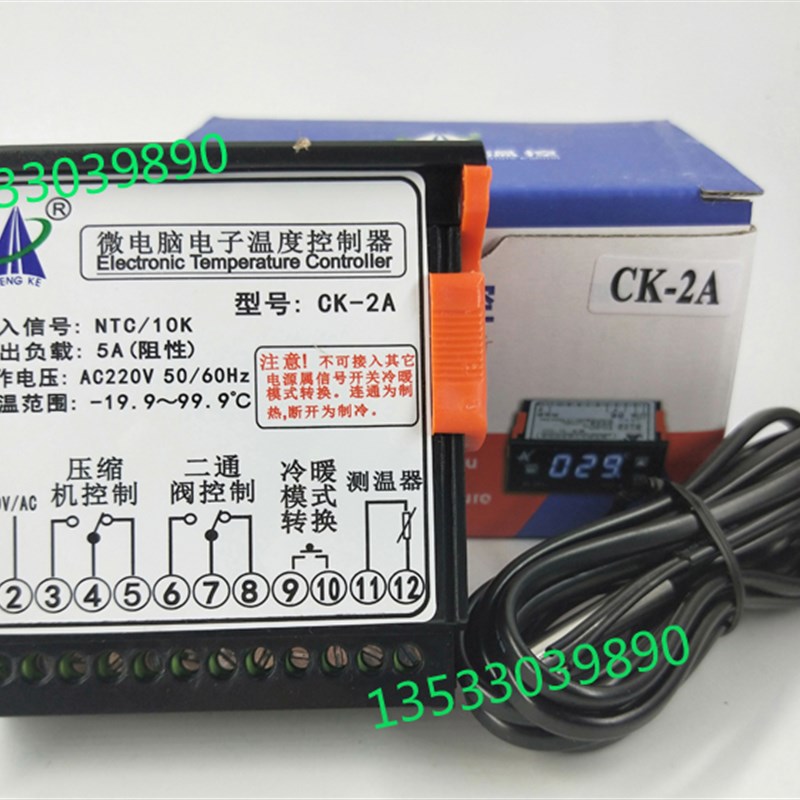 33039890
®
ENG KE
微电脑电子温度控制器
Electronic Temperature Controller
型号: CK-2A
入信号: NTC/10K
出负载: 5A(阻性)
作电压: AC220V 50/60Hz
温范围: -19.9~99.9℃
注意! 不可接入其它
电源属信号开关冷暖
模式转换。连通为制
热,断开为制冷。
V/AC
压缩
机控制
二通
阀控制
冷暖
模式
转换
测温器
2 3 4 5 6 7 8 9 10 11 12
CK-2A
029
13533039890